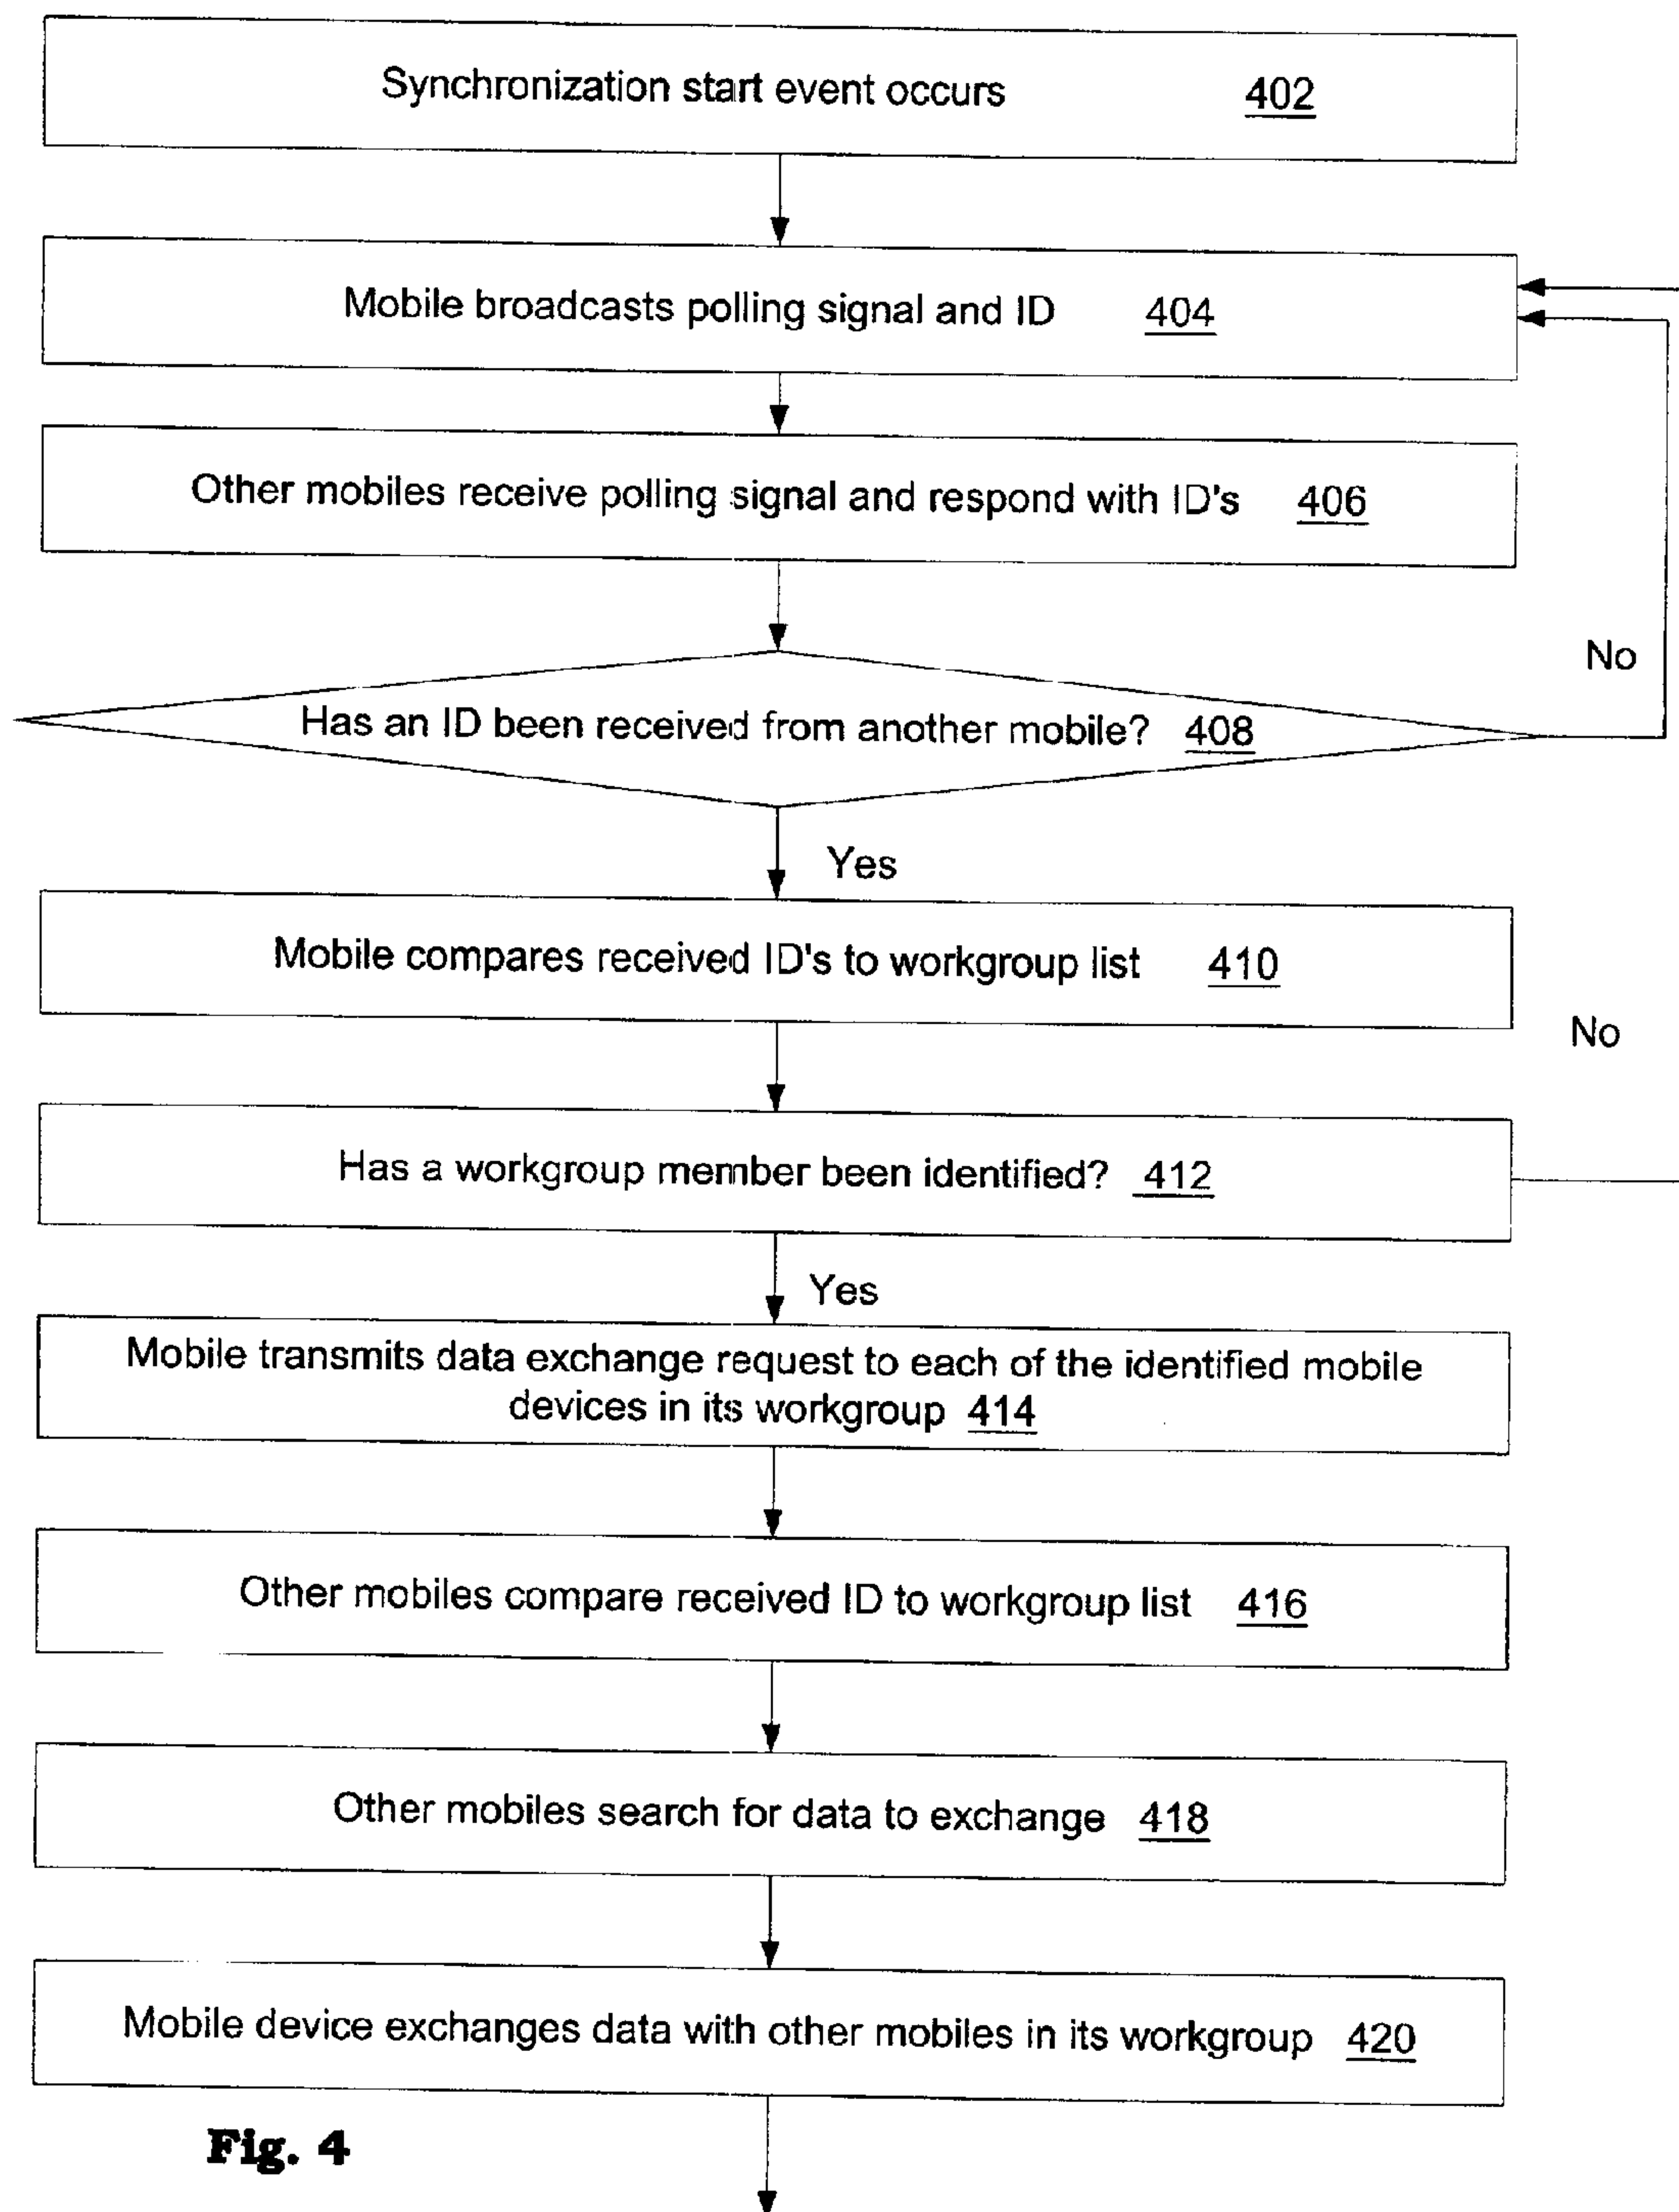 Synchronization start event occurs 402
Mobile broadcasts polling signal and ID 404
Other mobiles receive polling signal and respond with ID's 406
No
Has an ID been received from another mobile? 408
Yes
Mobile compares received ID's to workgroup list 410
No
Has a workgroup member been identified? 412
Yes
Mobile transmits data exchange request to each of the identified mobile
devices in its workgroup 414
Other mobiles compare received ID to workgroup list 416
Other mobiles search for data to exchange 418
Mobile device exchanges data with other mobiles in its workgroup 420
Fig. 4